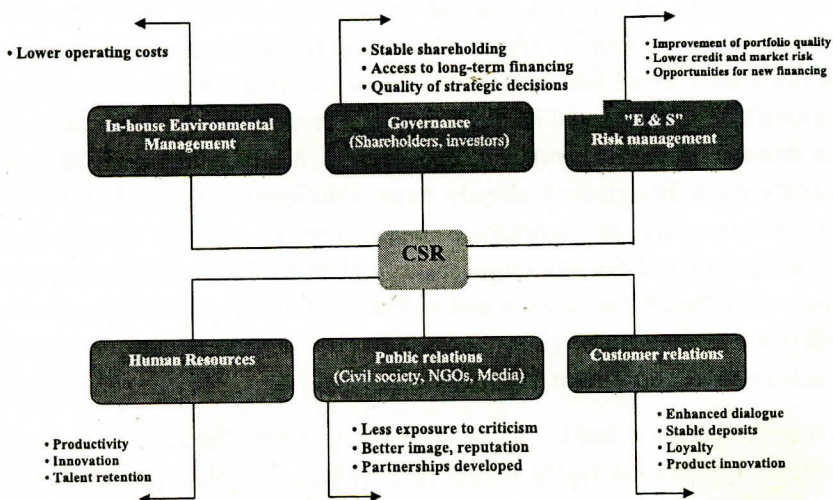 • Lower operating costs
• Stable shareholding
• Access to long-term financing
• Quality of strategic decisions
• Improvement of portfolio quality
• Lower credit and market risk
• Opportunities for new financing
In-house Environmental
Management
Governance
(Shareholders, investors)
"E & S"
Risk management
CSR
Human Resources
Public relations
(Civil society, NGOs, Media)
Customer relations
• Productivity
• Innovation
• Talent retention
• Less exposure to criticism
• Better image, reputation
• Partnerships developed
• Enhanced dialogue
• Stable deposits
• Loyalty
• Product innovation